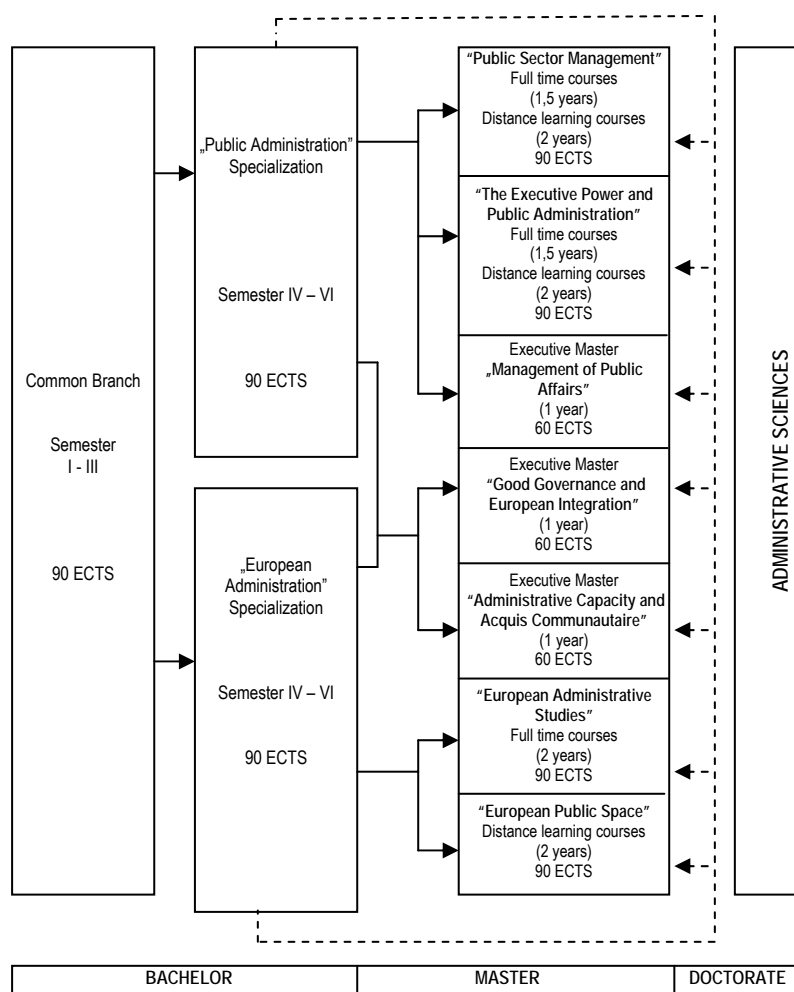 Common Branch
Semester
I - III
90 ECTS
„Public Administration”
Specialization
Semester IV – VI
90 ECTS
„European
Administration”
Specialization
Semester IV – VI
90 ECTS
“Public Sector Management”
Full time courses
(1,5 years)
Distance learning courses
(2 years)
90 ECTS
“The Executive Power and
Public Administration”
Full time courses
(1,5 years)
Distance learning courses
(2 years)
90 ECTS
Executive Master
„Management of Public
Affairs”
(1 year)
60 ECTS
Executive Master
“Good Governance and
European Integration”
(1 year)
60 ECTS
Executive Master
“Administrative Capacity and
Acquis Communautaire”
(1 year)
60 ECTS
“European Administrative
Studies”
Full time courses
(2 years)
90 ECTS
“European Public Space”
Distance learning courses
(2 years)
90 ECTS
ADMINISTRATIVE SCIENCES
BACHELOR
MASTER
DOCTORATE